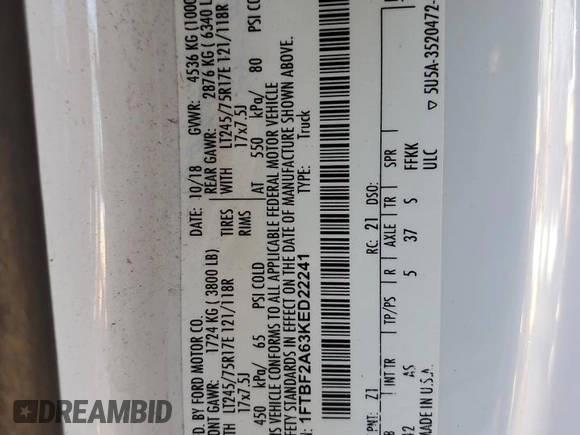 D. BY FORD MOTOR CO.
DATE: 10/18 GVWR: 4536 KG (1000
ONT GAWR: 1724 KG ( 3800 LB) REAR GAWR: 2876 KG ( 6340 L
WITH LT245/75R17E 121/118R TIRES WITH LT245/75R17E 121/118R
17x7.5J RIMS 17x7.5J
450 kPa/ 65 PSI COLD AT 550 kPa/ 80 PSI CO
IS VEHICLE CONFORMS TO ALL APPLICABLE FEDERAL MOTOR VEHICLE
FETY STANDARDS IN EFFECT ON THE DATE OF MANUFACTURE SHOWN ABOVE.
1FTBF2A63KED22241 TYPE: Truck
PNT: Z1 RC: 21 DSO:
INT TR TP/PS R AXLE TR SPR
AS 5 37 S FFKK
MADE IN U.S.A. ULC
▽ 5U5A-3520472-
DREAMBID